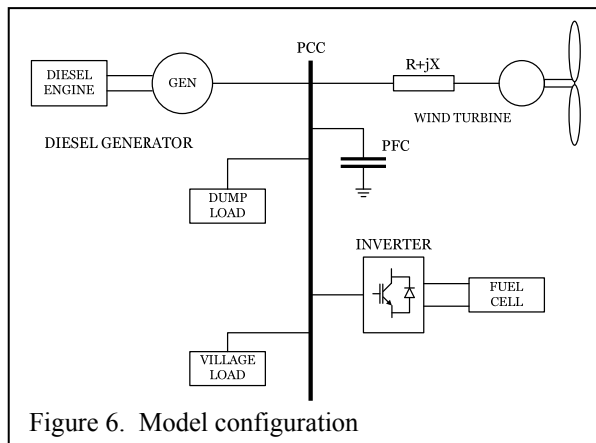 PCC
DIESEL
ENGINE
GEN
R+jX
DIESEL GENERATOR
WIND TURBINE
PFC
DUMP
LOAD
INVERTER
FUEL
CELL
VILLAGE
LOAD
Figure 6.  Model configuration